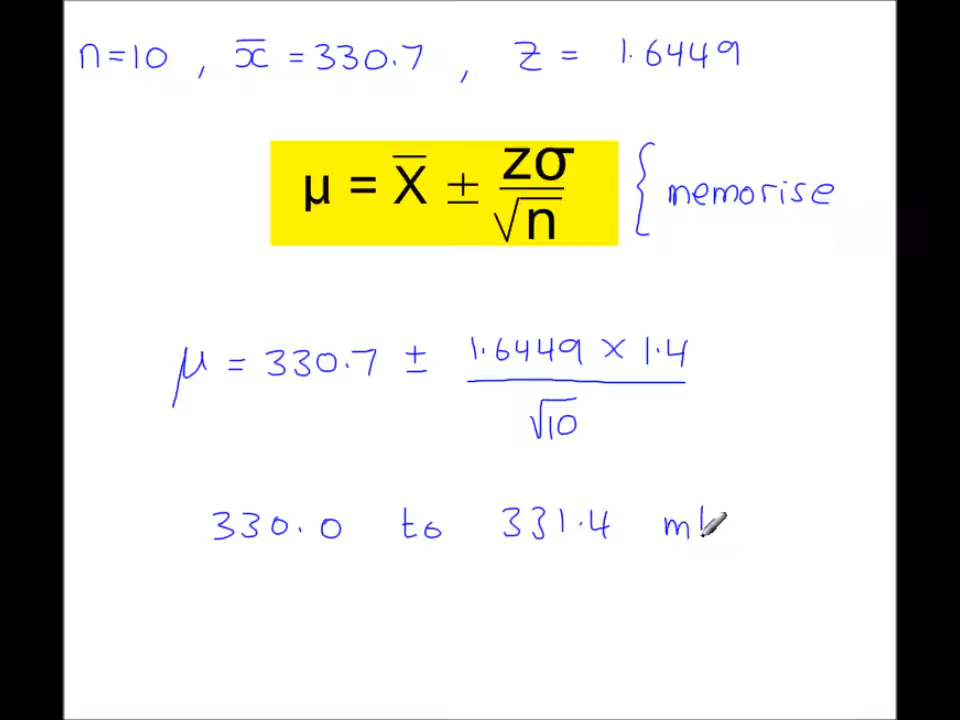 n=10 , x̄ = 330.7 , z = 1.6449
μ = X̄ ± zσ/√n { memorise
μ = 330.7 ± 1.6449 × 1.4/√10
330.0 to 331.4 ml